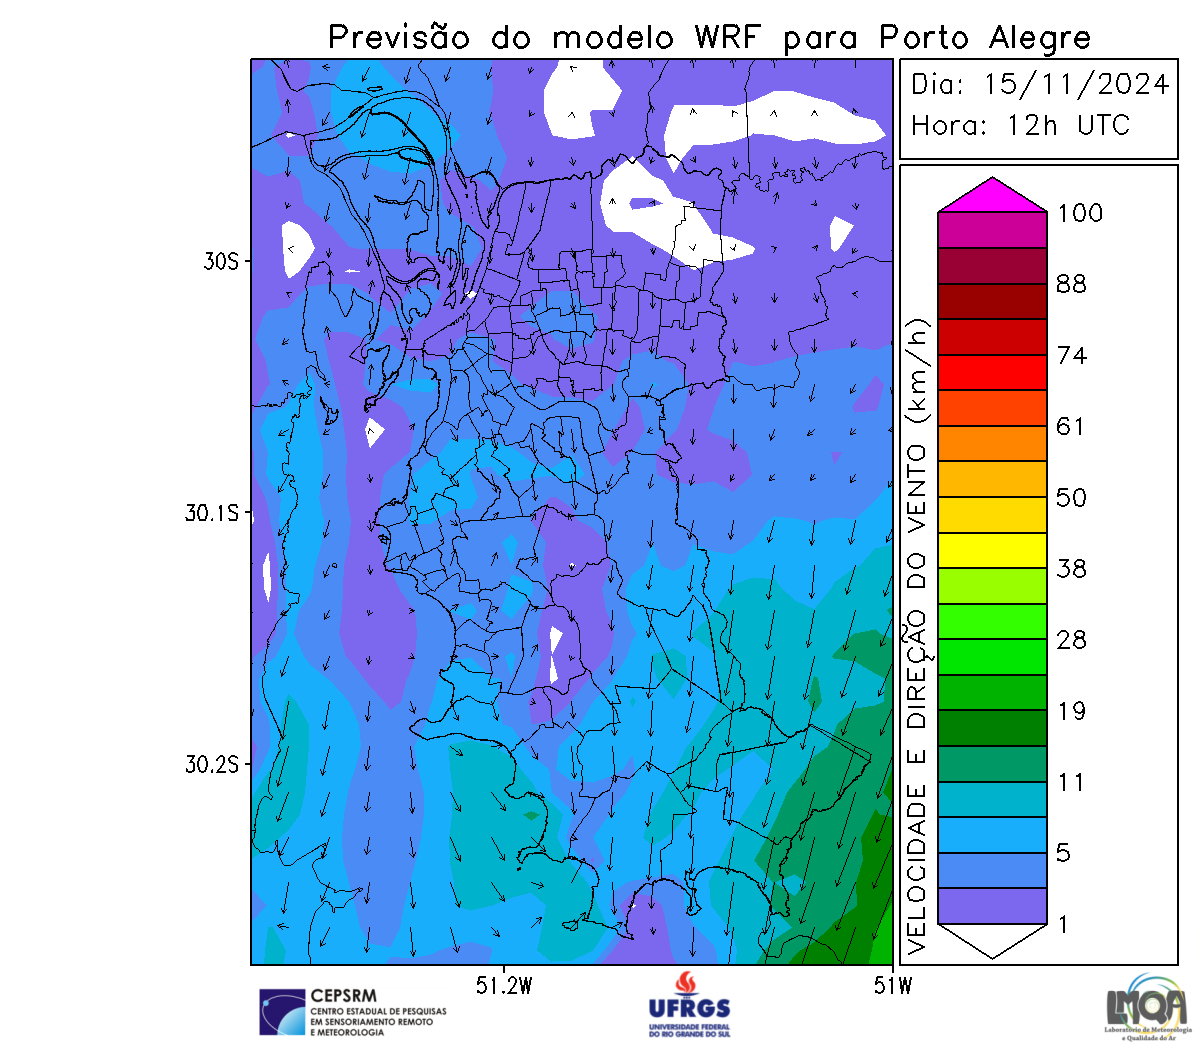 Previsão do modelo WRF para Porto Alegre
Dia: 15/11/2024
Hora: 12h UTC
30S
30.1S
30.2S
51.2W
51W
VELOCIDADE E DIREÇÃO DO VENTO (km/h)
100
88
74
61
50
38
28
19
11
5
1
CEPSRM
CENTRO ESTADUAL DE PESQUISAS
EM SENSORIAMENTO REMOTO
E METEOROLOGIA
UFRGS
UNIVERSIDADE FEDERAL
DO RIO GRANDE DO SUL
LMQA
Laboratório de Meteorologia
e Qualidade do Ar